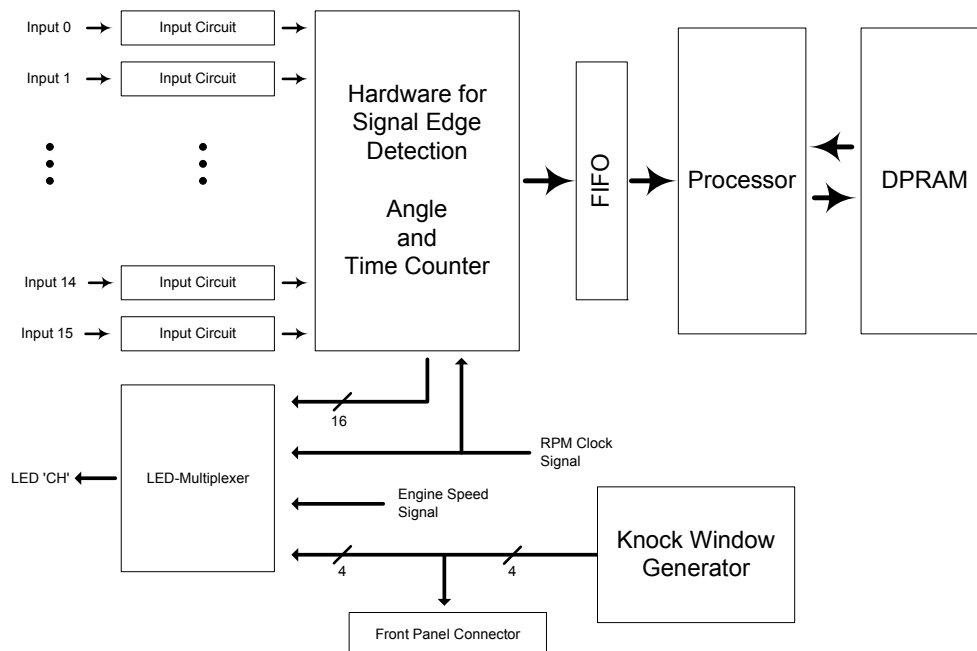 Input 0
Input Circuit
Input 1
Input Circuit
Input 14
Input Circuit
Input 15
Input Circuit
Hardware for
Signal Edge
Detection
Angle
and
Time Counter
FIFO
Processor
DPRAM
16
RPM Clock
Signal
LED 'CH'
LED-Multiplexer
Engine Speed
Signal
4
4
Knock Window
Generator
Front Panel Connector